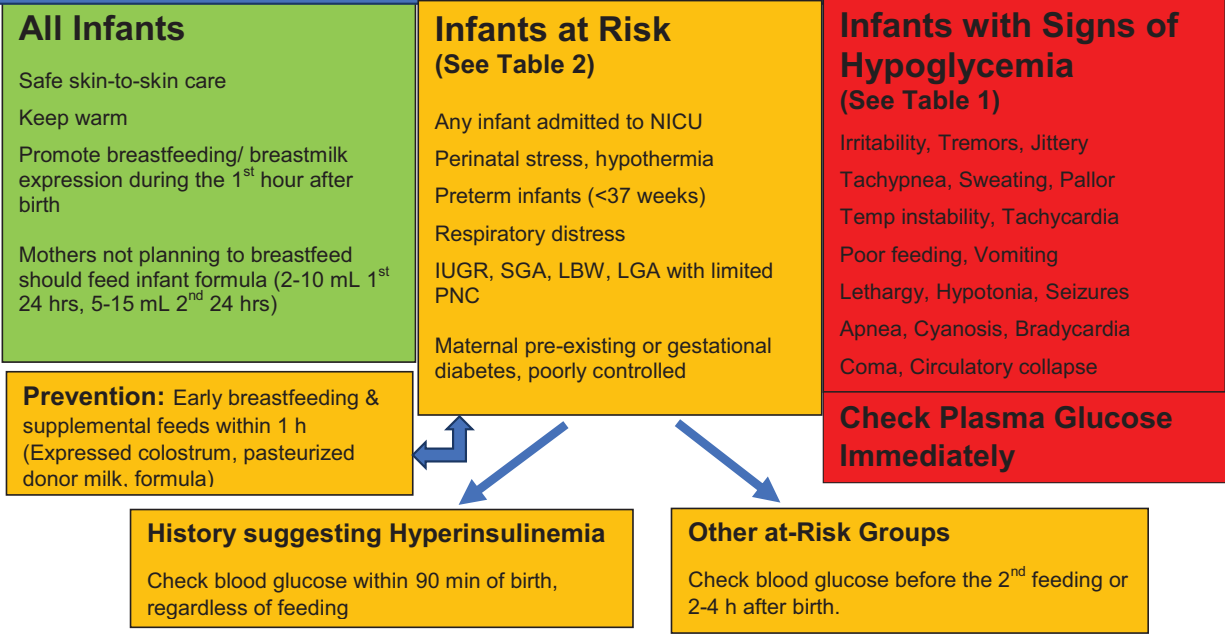 All Infants
Safe skin-to-skin care
Keep warm
Promote breastfeeding/ breastmilk
expression during the 1st hour after
birth
Mothers not planning to breastfeed
should feed infant formula (2-10 mL 1st
24 hrs, 5-15 mL 2nd 24 hrs)
Prevention: Early breastfeeding &
supplemental feeds within 1 h
(Expressed colostrum, pasteurized
donor milk, formula)
Infants at Risk
(See Table 2)
Any infant admitted to NICU
Perinatal stress, hypothermia
Preterm infants (<37 weeks)
Respiratory distress
IUGR, SGA, LBW, LGA with limited
PNC
Maternal pre-existing or gestational
diabetes, poorly controlled
Infants with Signs of
Hypoglycemia
(See Table 1)
Irritability, Tremors, Jittery
Tachypnea, Sweating, Pallor
Temp instability, Tachycardia
Poor feeding, Vomiting
Lethargy, Hypotonia, Seizures
Apnea, Cyanosis, Bradycardia
Coma, Circulatory collapse
Check Plasma Glucose
Immediately
History suggesting Hyperinsulinemia
Check blood glucose within 90 min of birth,
regardless of feeding
Other at-Risk Groups
Check blood glucose before the 2nd feeding or
2-4 h after birth.